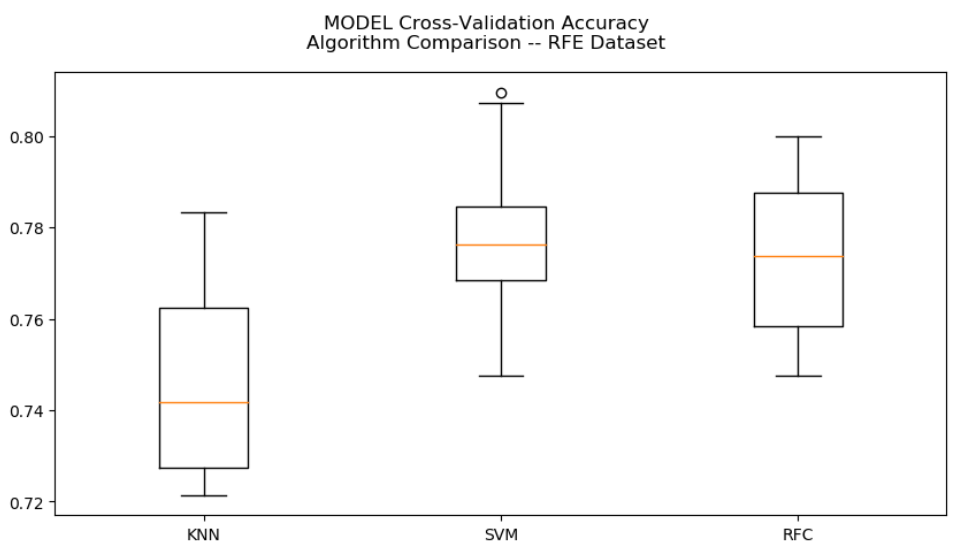 MODEL Cross-Validation Accuracy
Algorithm Comparison -- RFE Dataset
0.80
0.78
0.76
0.74
0.72
KNN SVM RFC